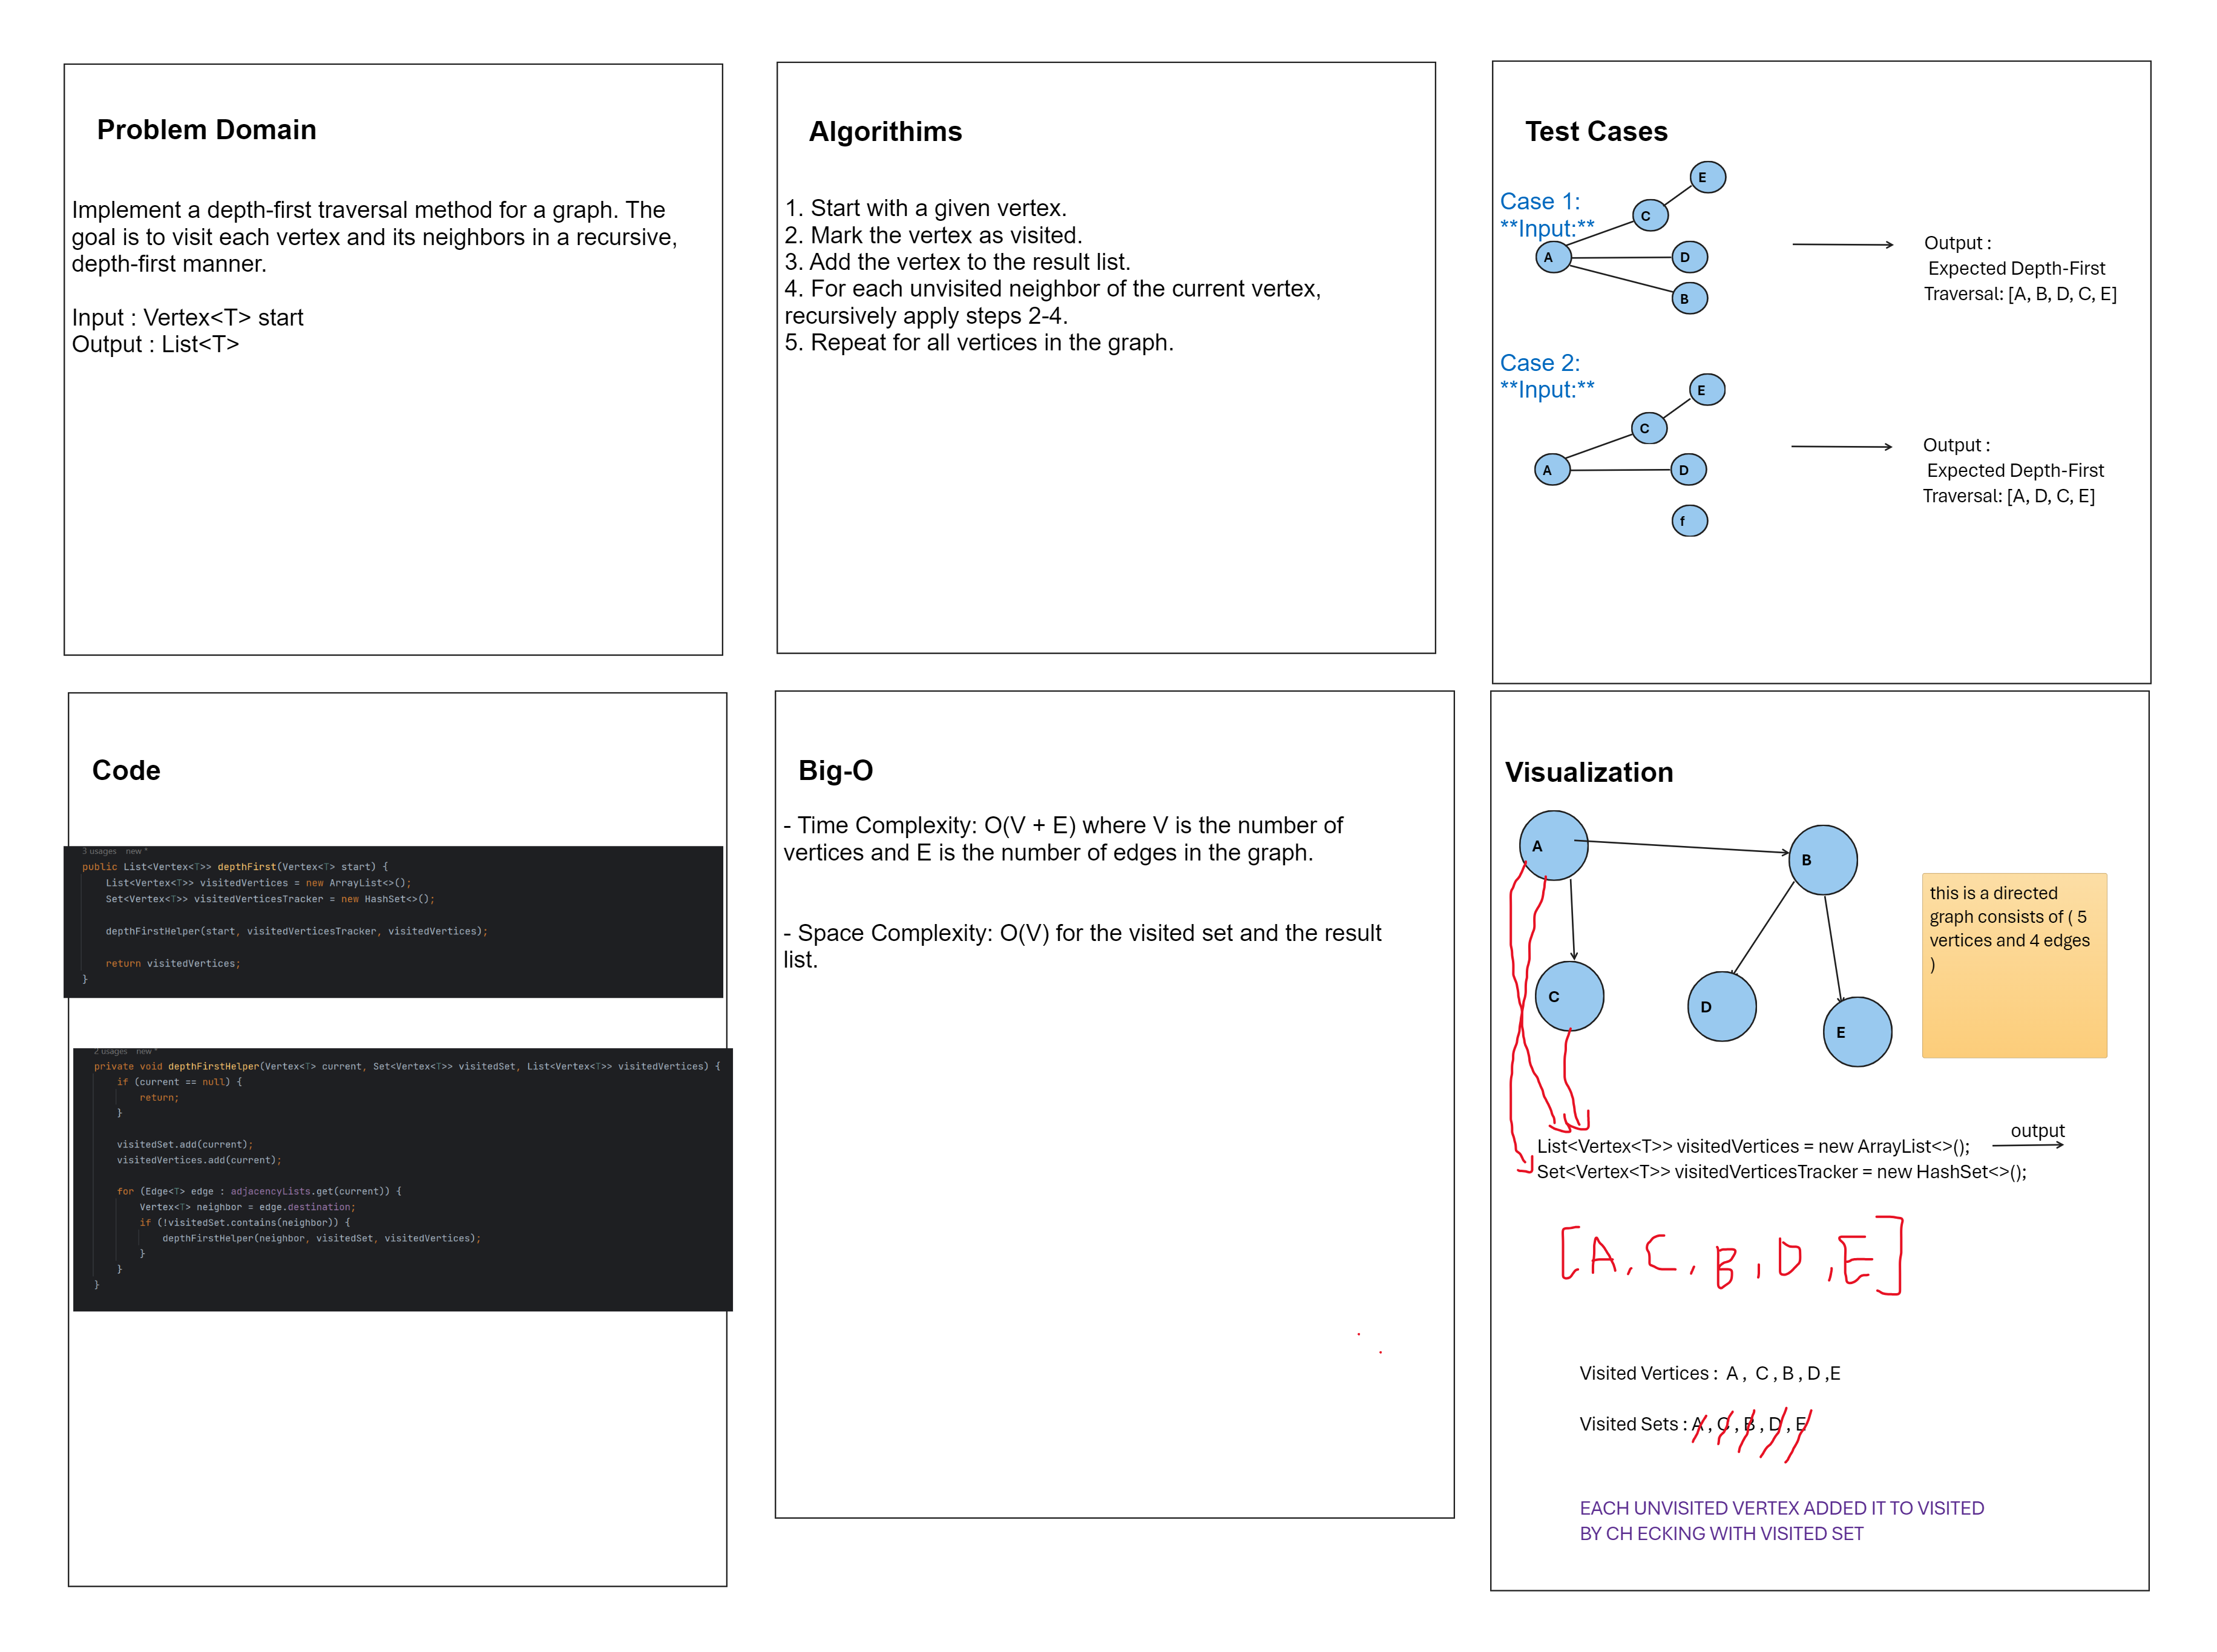 Problem Domain
Implement a depth-first traversal method for a graph. The
goal is to visit each vertex and its neighbors in a recursive,
depth-first manner.
Input : Vertex<T> start
Output : List<T>
Algorithims
1. Start with a given vertex.
2. Mark the vertex as visited.
3. Add the vertex to the result list.
4. For each unvisited neighbor of the current vertex,
recursively apply steps 2-4.
5. Repeat for all vertices in the graph.
Test Cases
Case 1:
**Input:**
E
C
A
D
B
Output :
Expected Depth-First
Traversal: [A, B, D, C, E]
Case 2:
**Input:**
E
C
A
D
f
Output :
Expected Depth-First
Traversal: [A, D, C, E]
Code
3 usages new *
public List<Vertex<T>> depthFirst(Vertex<T> start) {
List<Vertex<T>> visitedVertices = new ArrayList<>();
Set<Vertex<T>> visitedVerticesTracker = new HashSet<>();
depthFirstHelper(start, visitedVerticesTracker, visitedVertices);
return visitedVertices;
}
2 usages new *
private void depthFirstHelper(Vertex<T> current, Set<Vertex<T>> visitedSet, List<Vertex<T>> visitedVertices) {
if (current == null) {
return;
}
visitedSet.add(current);
visitedVertices.add(current);
for (Edge<T> edge : adjacencyLists.get(current)) {
Vertex<T> neighbor = edge.destination;
if (!visitedSet.contains(neighbor)) {
depthFirstHelper(neighbor, visitedSet, visitedVertices);
}
}
}
Big-O
- Time Complexity: O(V + E) where V is the number of
vertices and E is the number of edges in the graph.
- Space Complexity: O(V) for the visited set and the result
list.
Visualization
A
B
C
D
E
this is a directed
graph consists of ( 5
vertices and 4 edges
)
List<Vertex<T>> visitedVertices = new ArrayList<>();
output
Set<Vertex<T>> visitedVerticesTracker = new HashSet<>();
[A, C, B, D, E]
Visited Vertices : A , C , B , D ,E
Visited Sets : A , C , B , D , E
EACH UNVISITED VERTEX ADDED IT TO VISITED
BY CH ECKING WITH VISITED SET